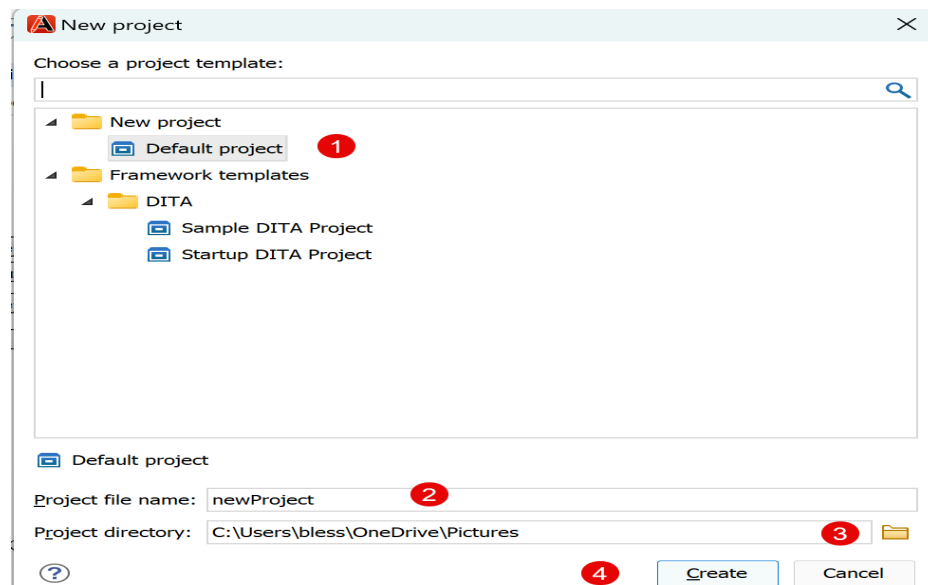 New project
Choose a project template:
New project
Default project 1
Framework templates
DITA
Sample DITA Project
Startup DITA Project
Default project
Project file name: newProject 2
Project directory: C:\Users\bless\OneDrive\Pictures 3
? 4 Create Cancel